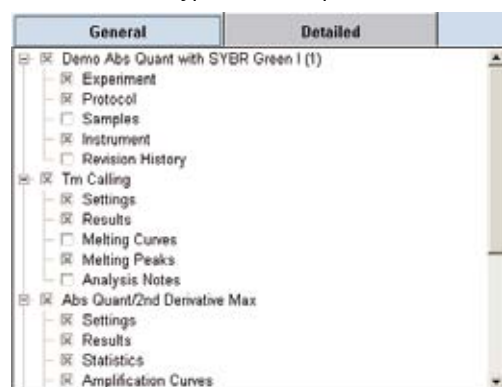 General Detailed
Demo Abs Quant with SYBR Green I (1)
Experiment
Protocol
Samples
Instrument
Revision History
Tm Calling
Settings
Results
Melting Curves
Melting Peaks
Analysis Notes
Abs Quant/2nd Derivative Max
Settings
Results
Statistics
Amplification Curves